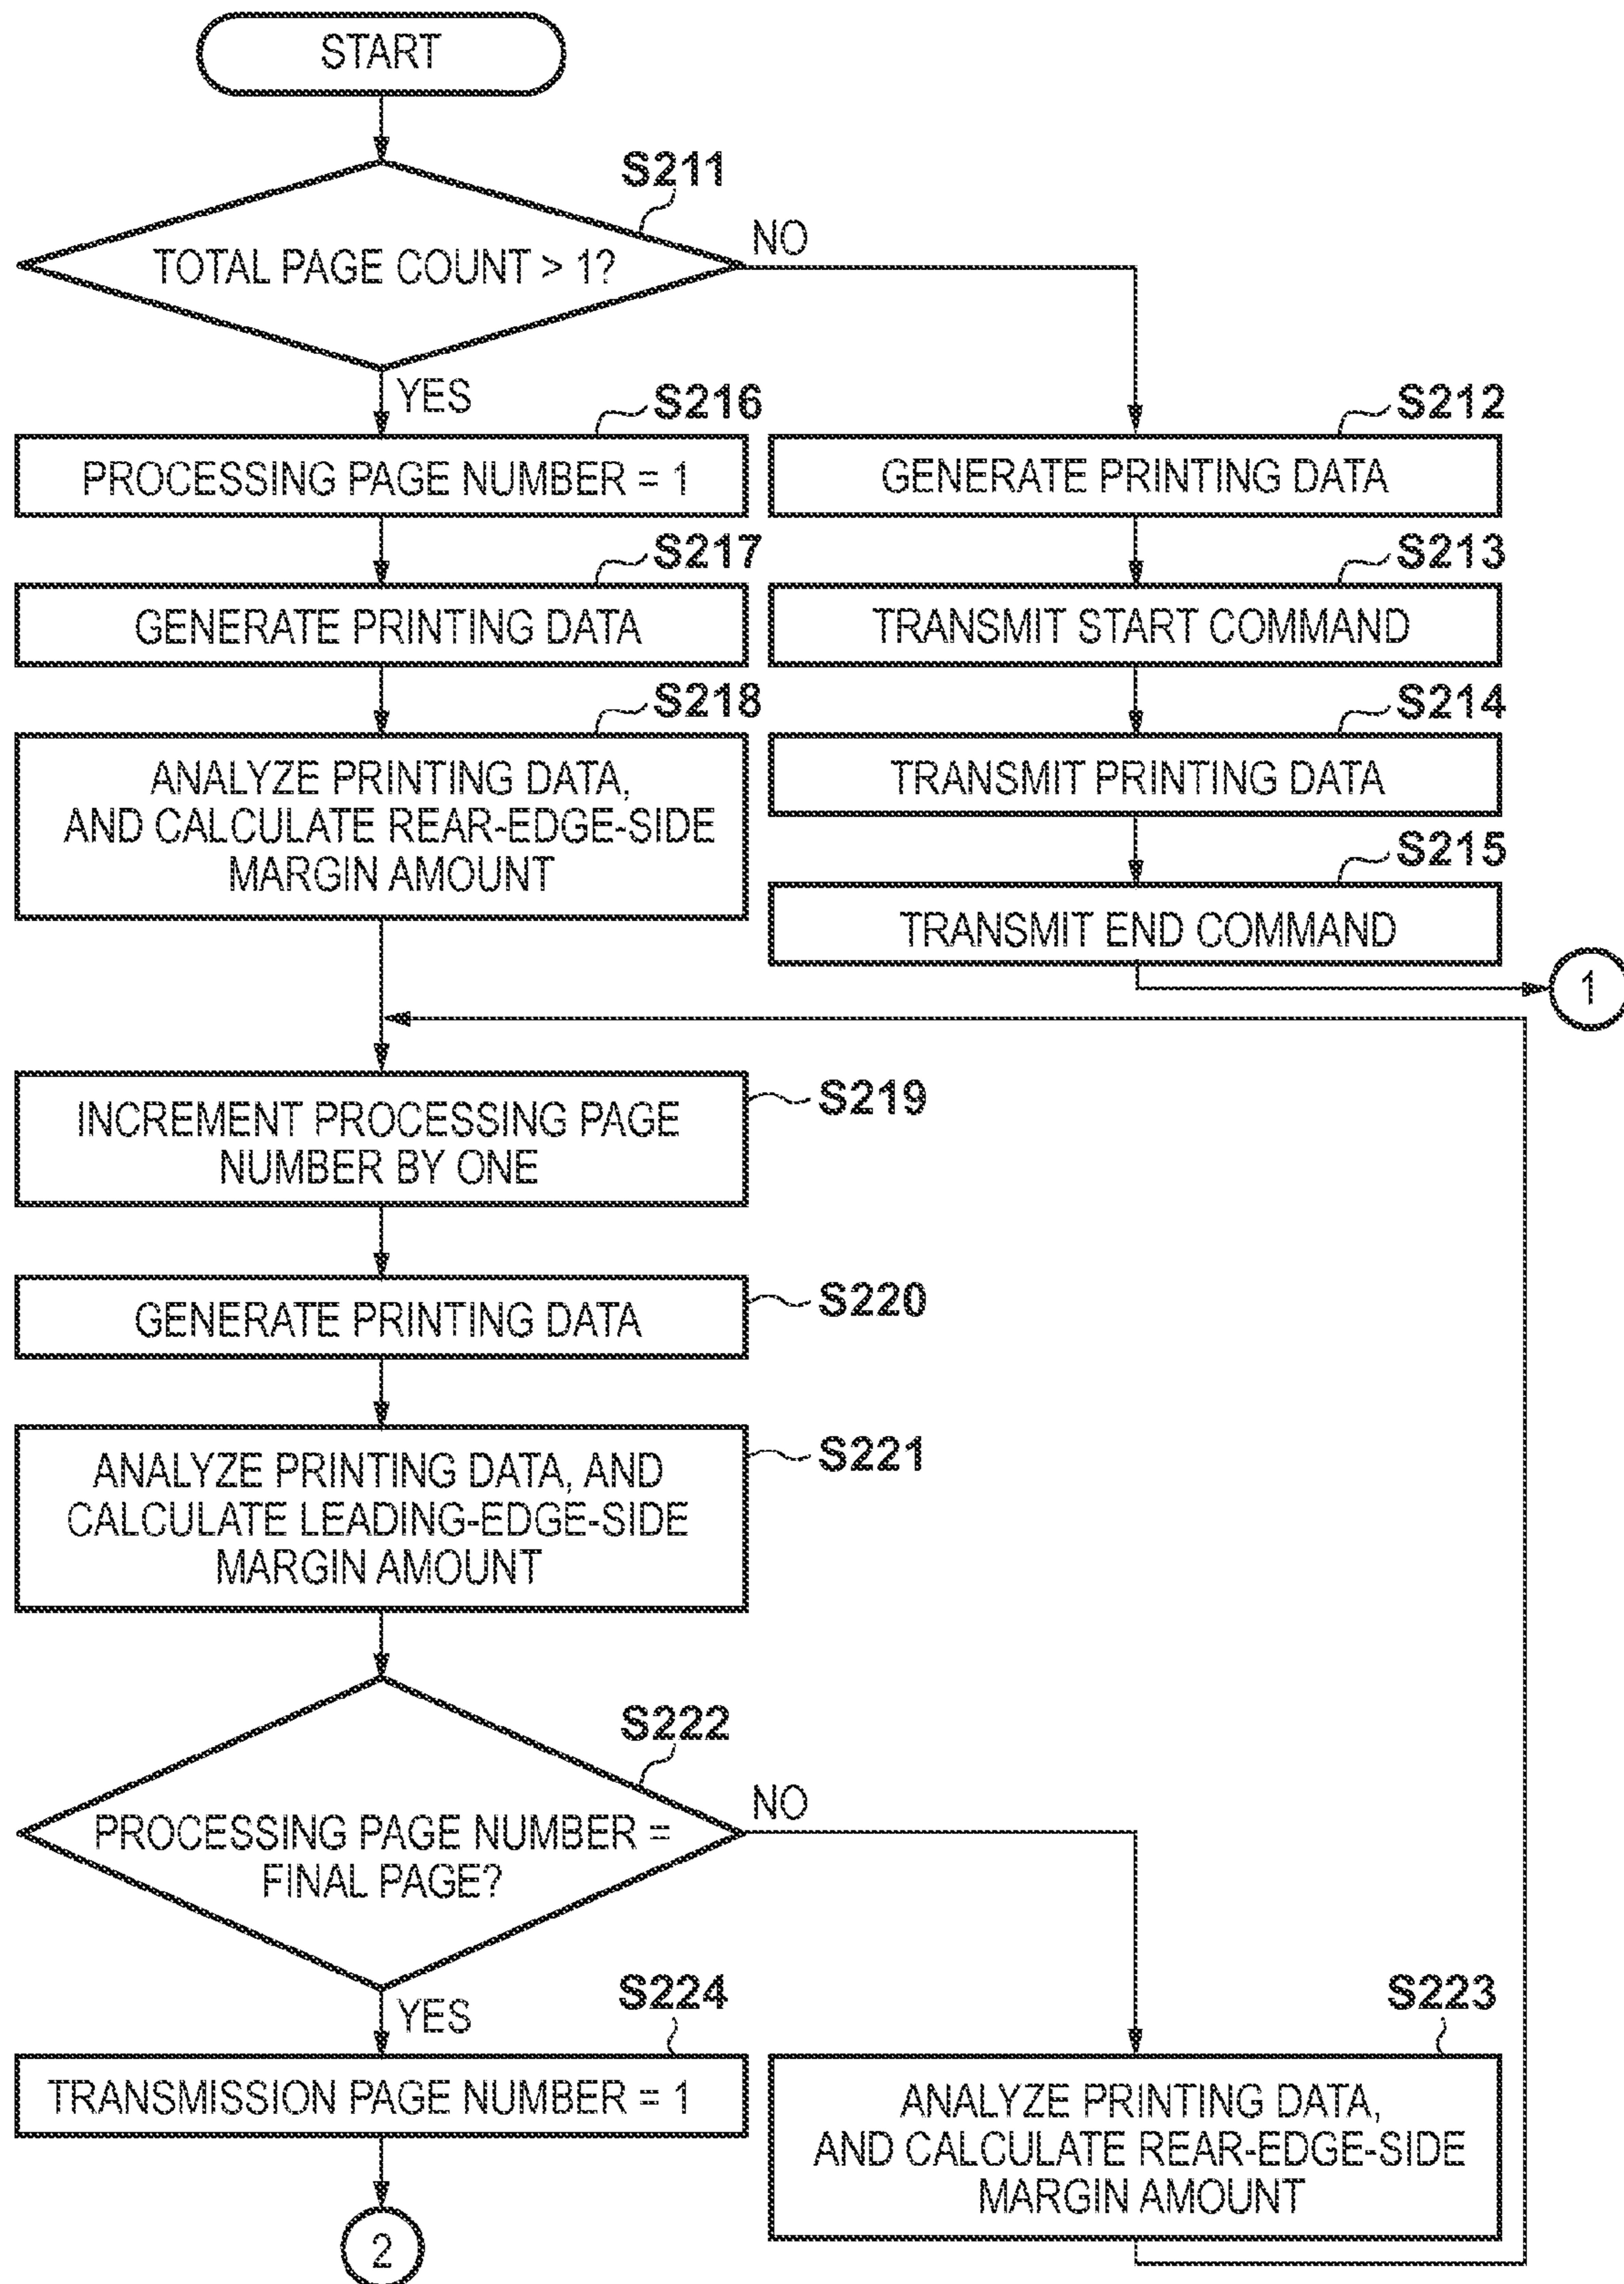 START
S211
TOTAL PAGE COUNT > 1?
NO
YES
S216
PROCESSING PAGE NUMBER = 1
S212
GENERATE PRINTING DATA
S217
GENERATE PRINTING DATA
S213
TRANSMIT START COMMAND
S218
ANALYZE PRINTING DATA,
AND CALCULATE REAR-EDGE-SIDE
MARGIN AMOUNT
S214
TRANSMIT PRINTING DATA
S215
TRANSMIT END COMMAND
1
S219
INCREMENT PROCESSING PAGE
NUMBER BY ONE
S220
GENERATE PRINTING DATA
S221
ANALYZE PRINTING DATA, AND
CALCULATE LEADING-EDGE-SIDE
MARGIN AMOUNT
S222
PROCESSING PAGE NUMBER =
FINAL PAGE?
NO
YES
S224
TRANSMISSION PAGE NUMBER = 1
2
S223
ANALYZE PRINTING DATA,
AND CALCULATE REAR-EDGE-SIDE
MARGIN AMOUNT